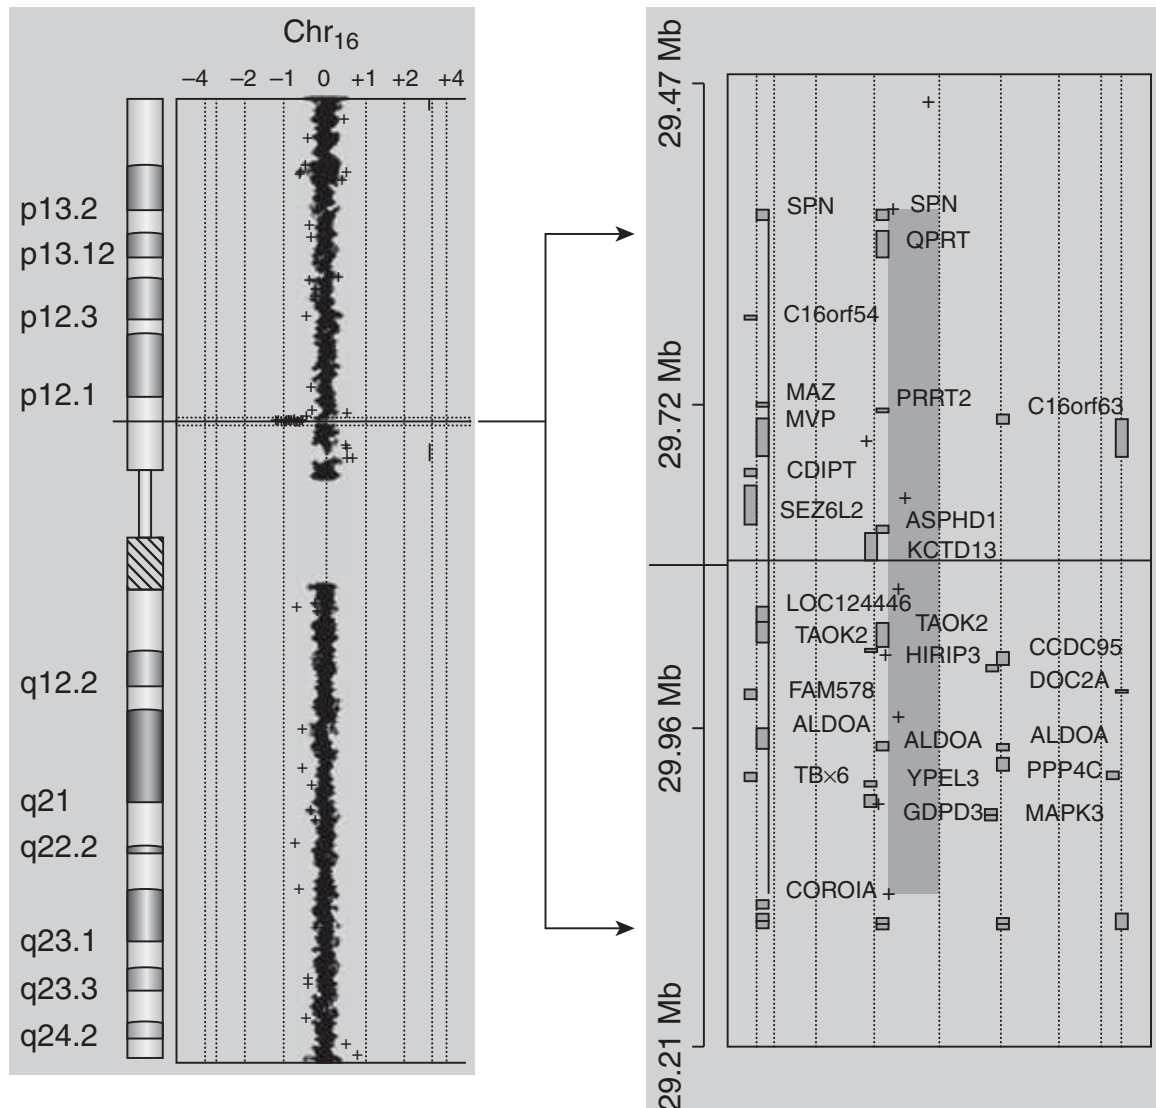 Chr16
–4 –2 –1 0 +1 +2 +4
p13.2
p13.12
p12.3
p12.1
q12.2
q21
q22.2
q23.1
q23.3
q24.2
29.47 Mb
29.72 Mb
29.96 Mb
29.21 Mb
SPN SPN
QPRT
C16orf54
MAZ PRRT2 C16orf63
MVP
CDIPT
SEZ6L2 ASPHD1
KCTD13
LOC124446
TAOK2 TAOK2
HIRIP3 CCDC95
FAM578 DOC2A
ALDOA ALDOA ALDOA
TB×6 YPEL3 PPP4C
GDPD3 MAPK3
COROIA